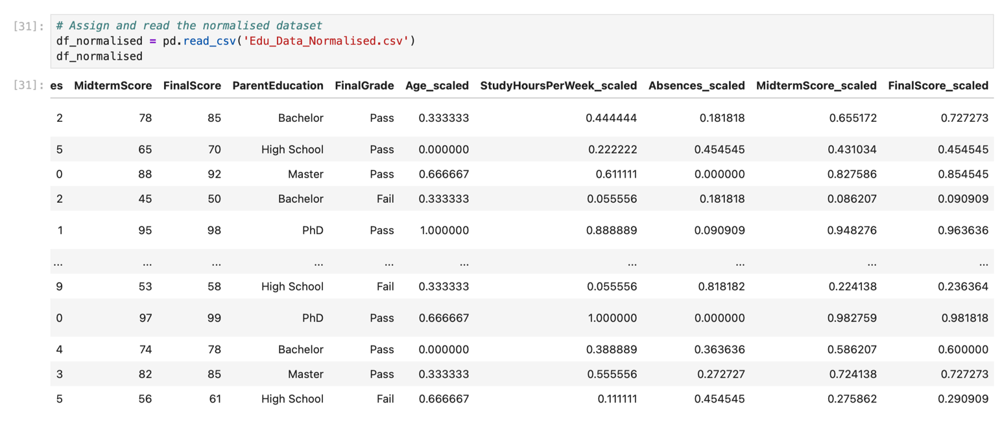 [31]: # Assign and read the normalised dataset
df_normalised = pd.read_csv('Edu_Data_Normalised.csv')
df_normalised
[31]: es MidtermScore FinalScore ParentEducation FinalGrade Age_scaled StudyHoursPerWeek_scaled Absences_scaled MidtermScore_scaled FinalScore_scaled
2 78 85 Bachelor Pass 0.333333 0.444444 0.181818 0.655172 0.727273
5 65 70 High School Pass 0.000000 0.222222 0.454545 0.431034 0.454545
0 88 92 Master Pass 0.666667 0.611111 0.000000 0.827586 0.854545
2 45 50 Bachelor Fail 0.333333 0.055556 0.181818 0.086207 0.090909
1 95 98 PhD Pass 1.000000 0.888889 0.090909 0.948276 0.963636
... ... ... ... ... ... ... ... ... ...
9 53 58 High School Fail 0.333333 0.055556 0.818182 0.224138 0.236364
0 97 99 PhD Pass 0.666667 1.000000 0.000000 0.982759 0.981818
4 74 78 Bachelor Pass 0.000000 0.388889 0.363636 0.586207 0.600000
3 82 85 Master Pass 0.333333 0.555556 0.272727 0.724138 0.727273
5 56 61 High School Fail 0.666667 0.111111 0.454545 0.275862 0.290909